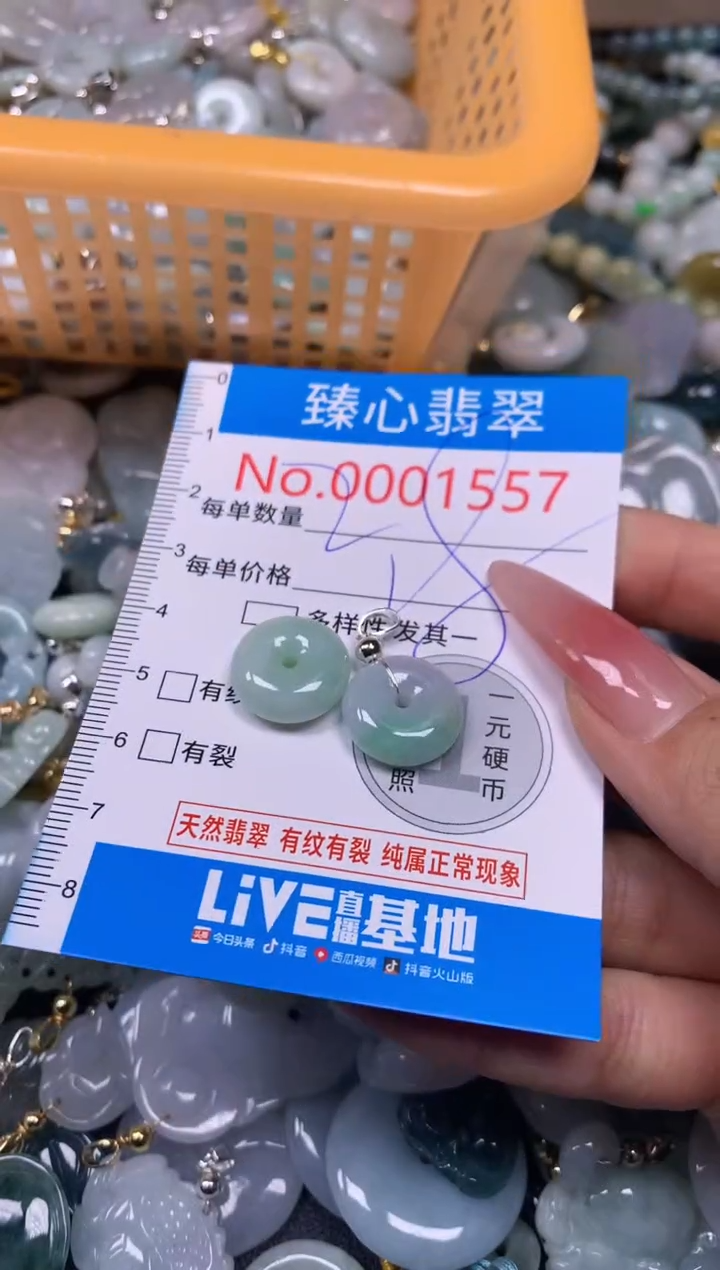 臻心翡翠
No.0001557
每单数量
每单价格
多样性发其一
有纹
有裂
一元硬币
照
天然翡翠 有纹有裂 纯属正常现象
LiVE直播基地
头条 今日头条 抖音 西瓜视频 抖音火山版
0
1
2
3
4
5
6
7
8